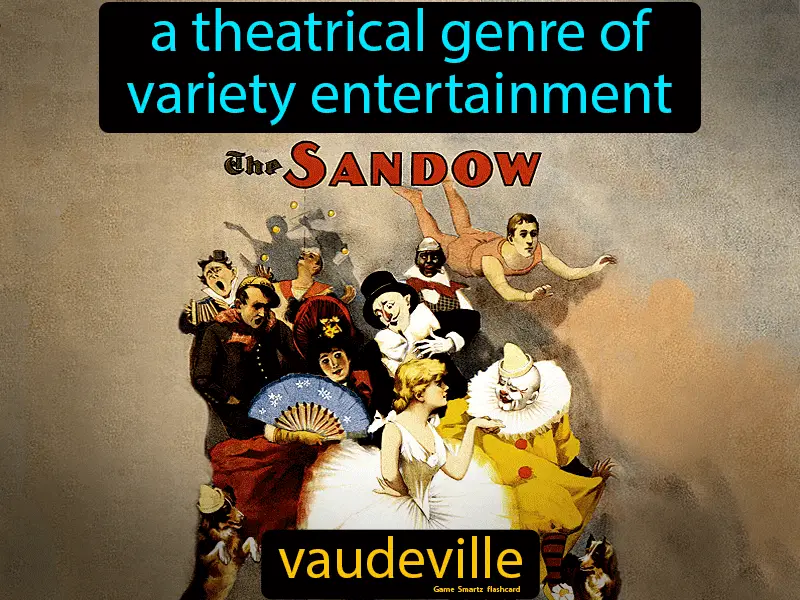 a theatrical genre of
variety entertainment
The SANDOW
vaudeville
Game Smartz flashcard